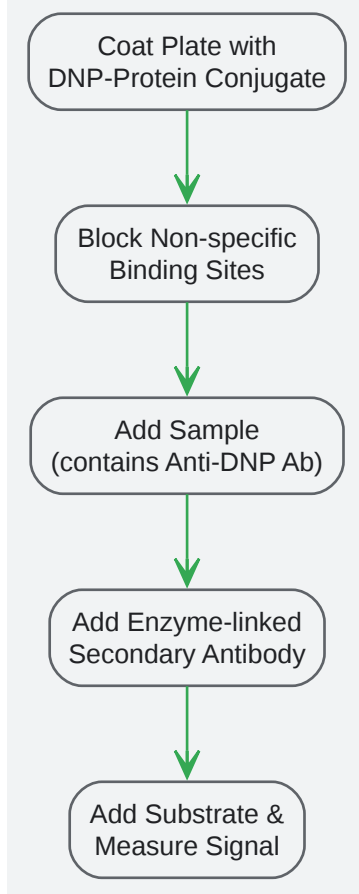 Coat Plate with
DNP-Protein Conjugate
Block Non-specific
Binding Sites
Add Sample
(contains Anti-DNP Ab)
Add Enzyme-linked
Secondary Antibody
Add Substrate &
Measure Signal